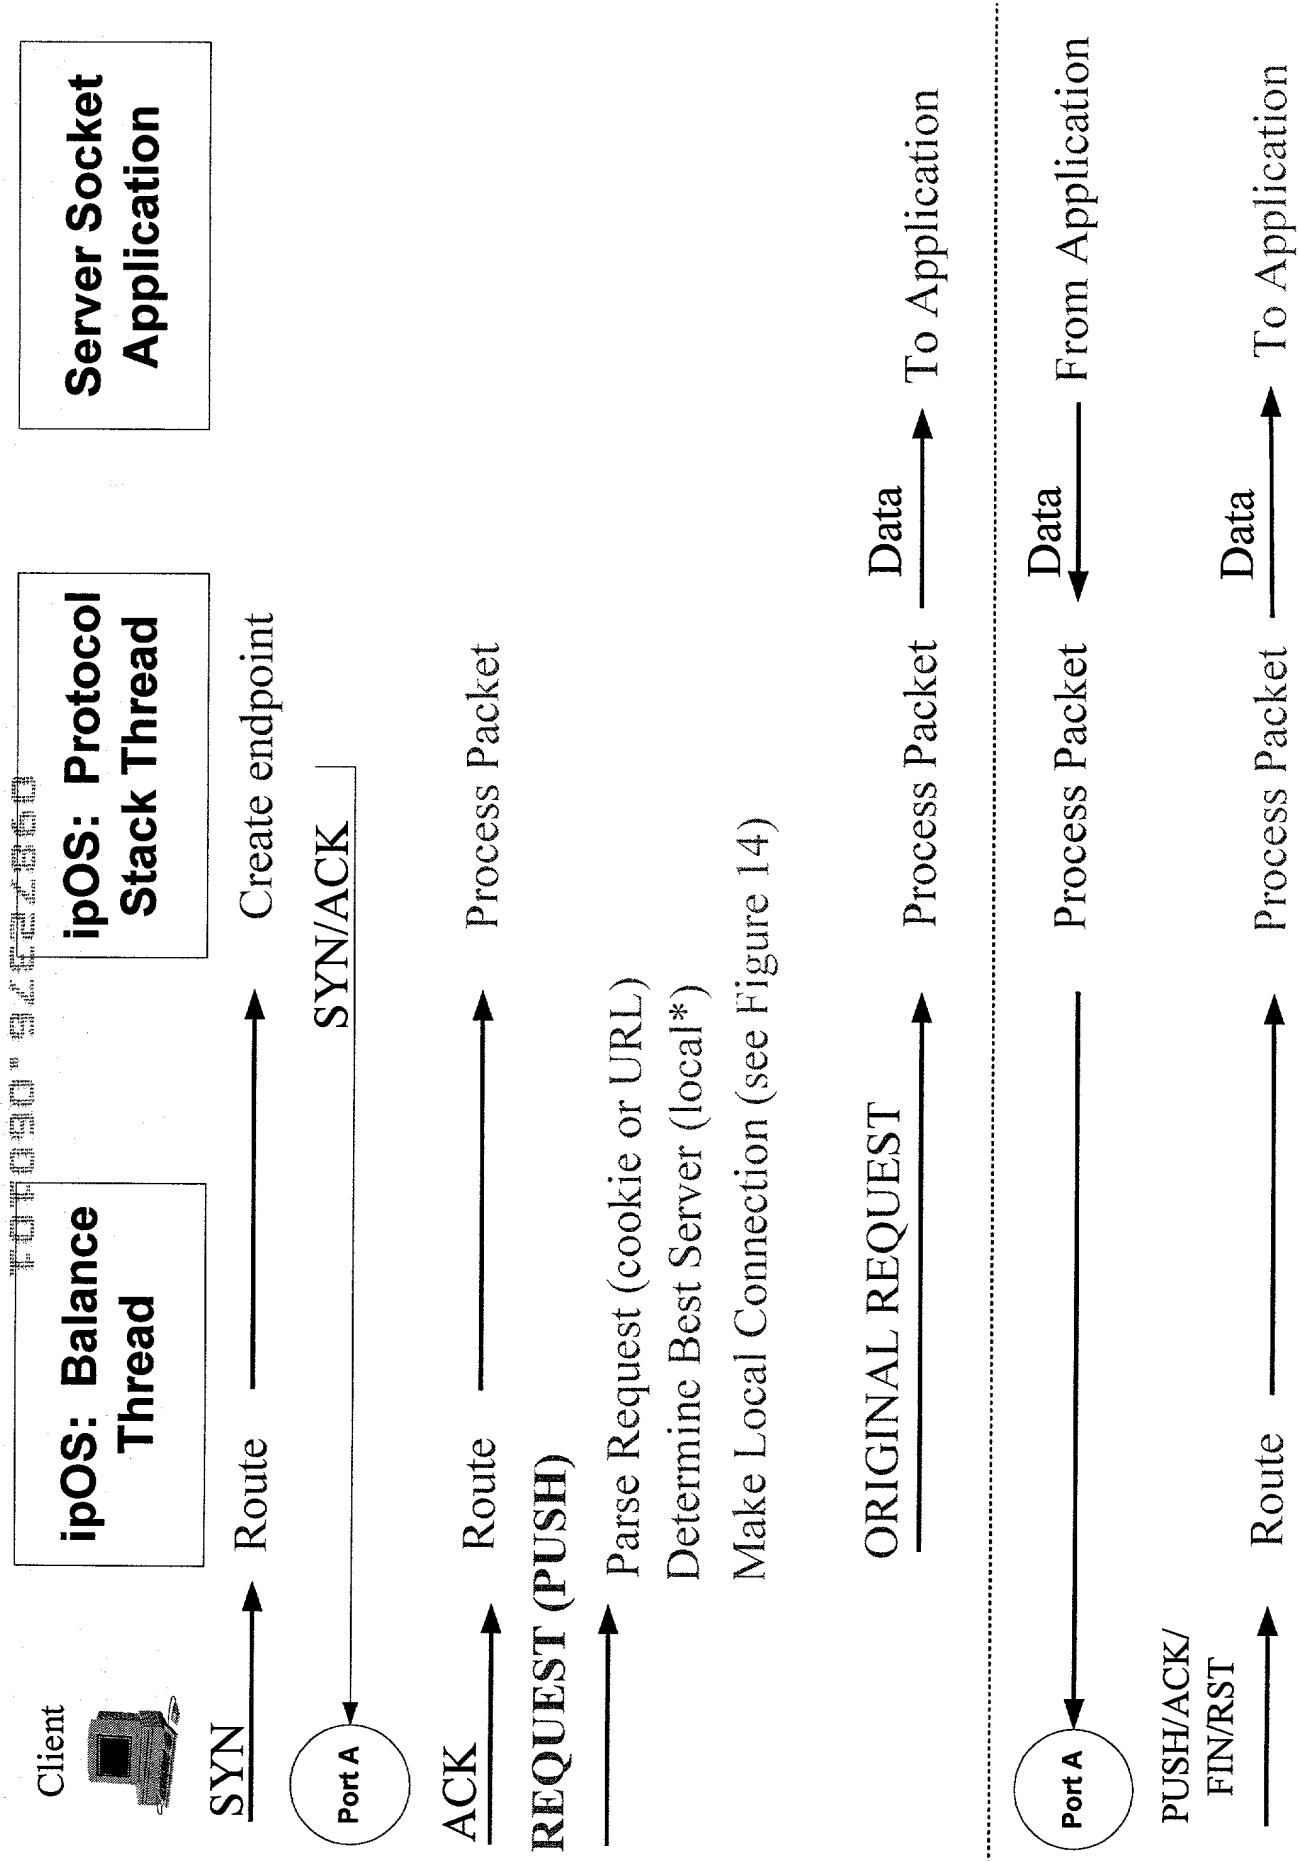 Client
ipOS: Balance
Thread
ipOS: Protocol
Stack Thread
Server Socket
Application
SYN
Route
Create endpoint
SYN/ACK
Port A
ACK
Route
Process Packet
REQUEST (PUSH)
Parse Request (cookie or URL)
Determine Best Server (local*)
Make Local Connection (see Figure 14)
ORIGINAL REQUEST
Process Packet
Data
To Application
Port A
Process Packet
Data
From Application
PUSH/ACK/
FIN/RST
Route
Process Packet
Data
To Application